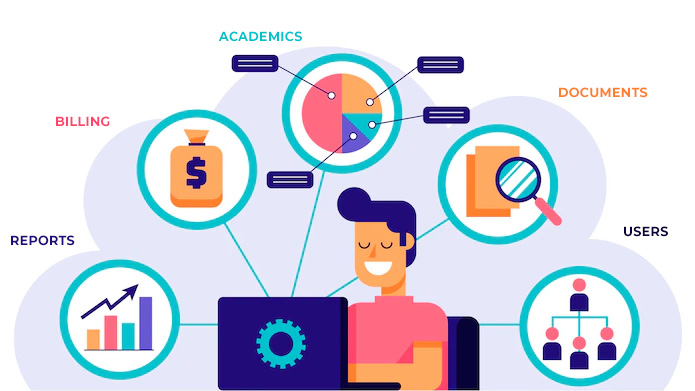 ACADEMICS
DOCUMENTS
BILLING
$
USERS
REPORTS